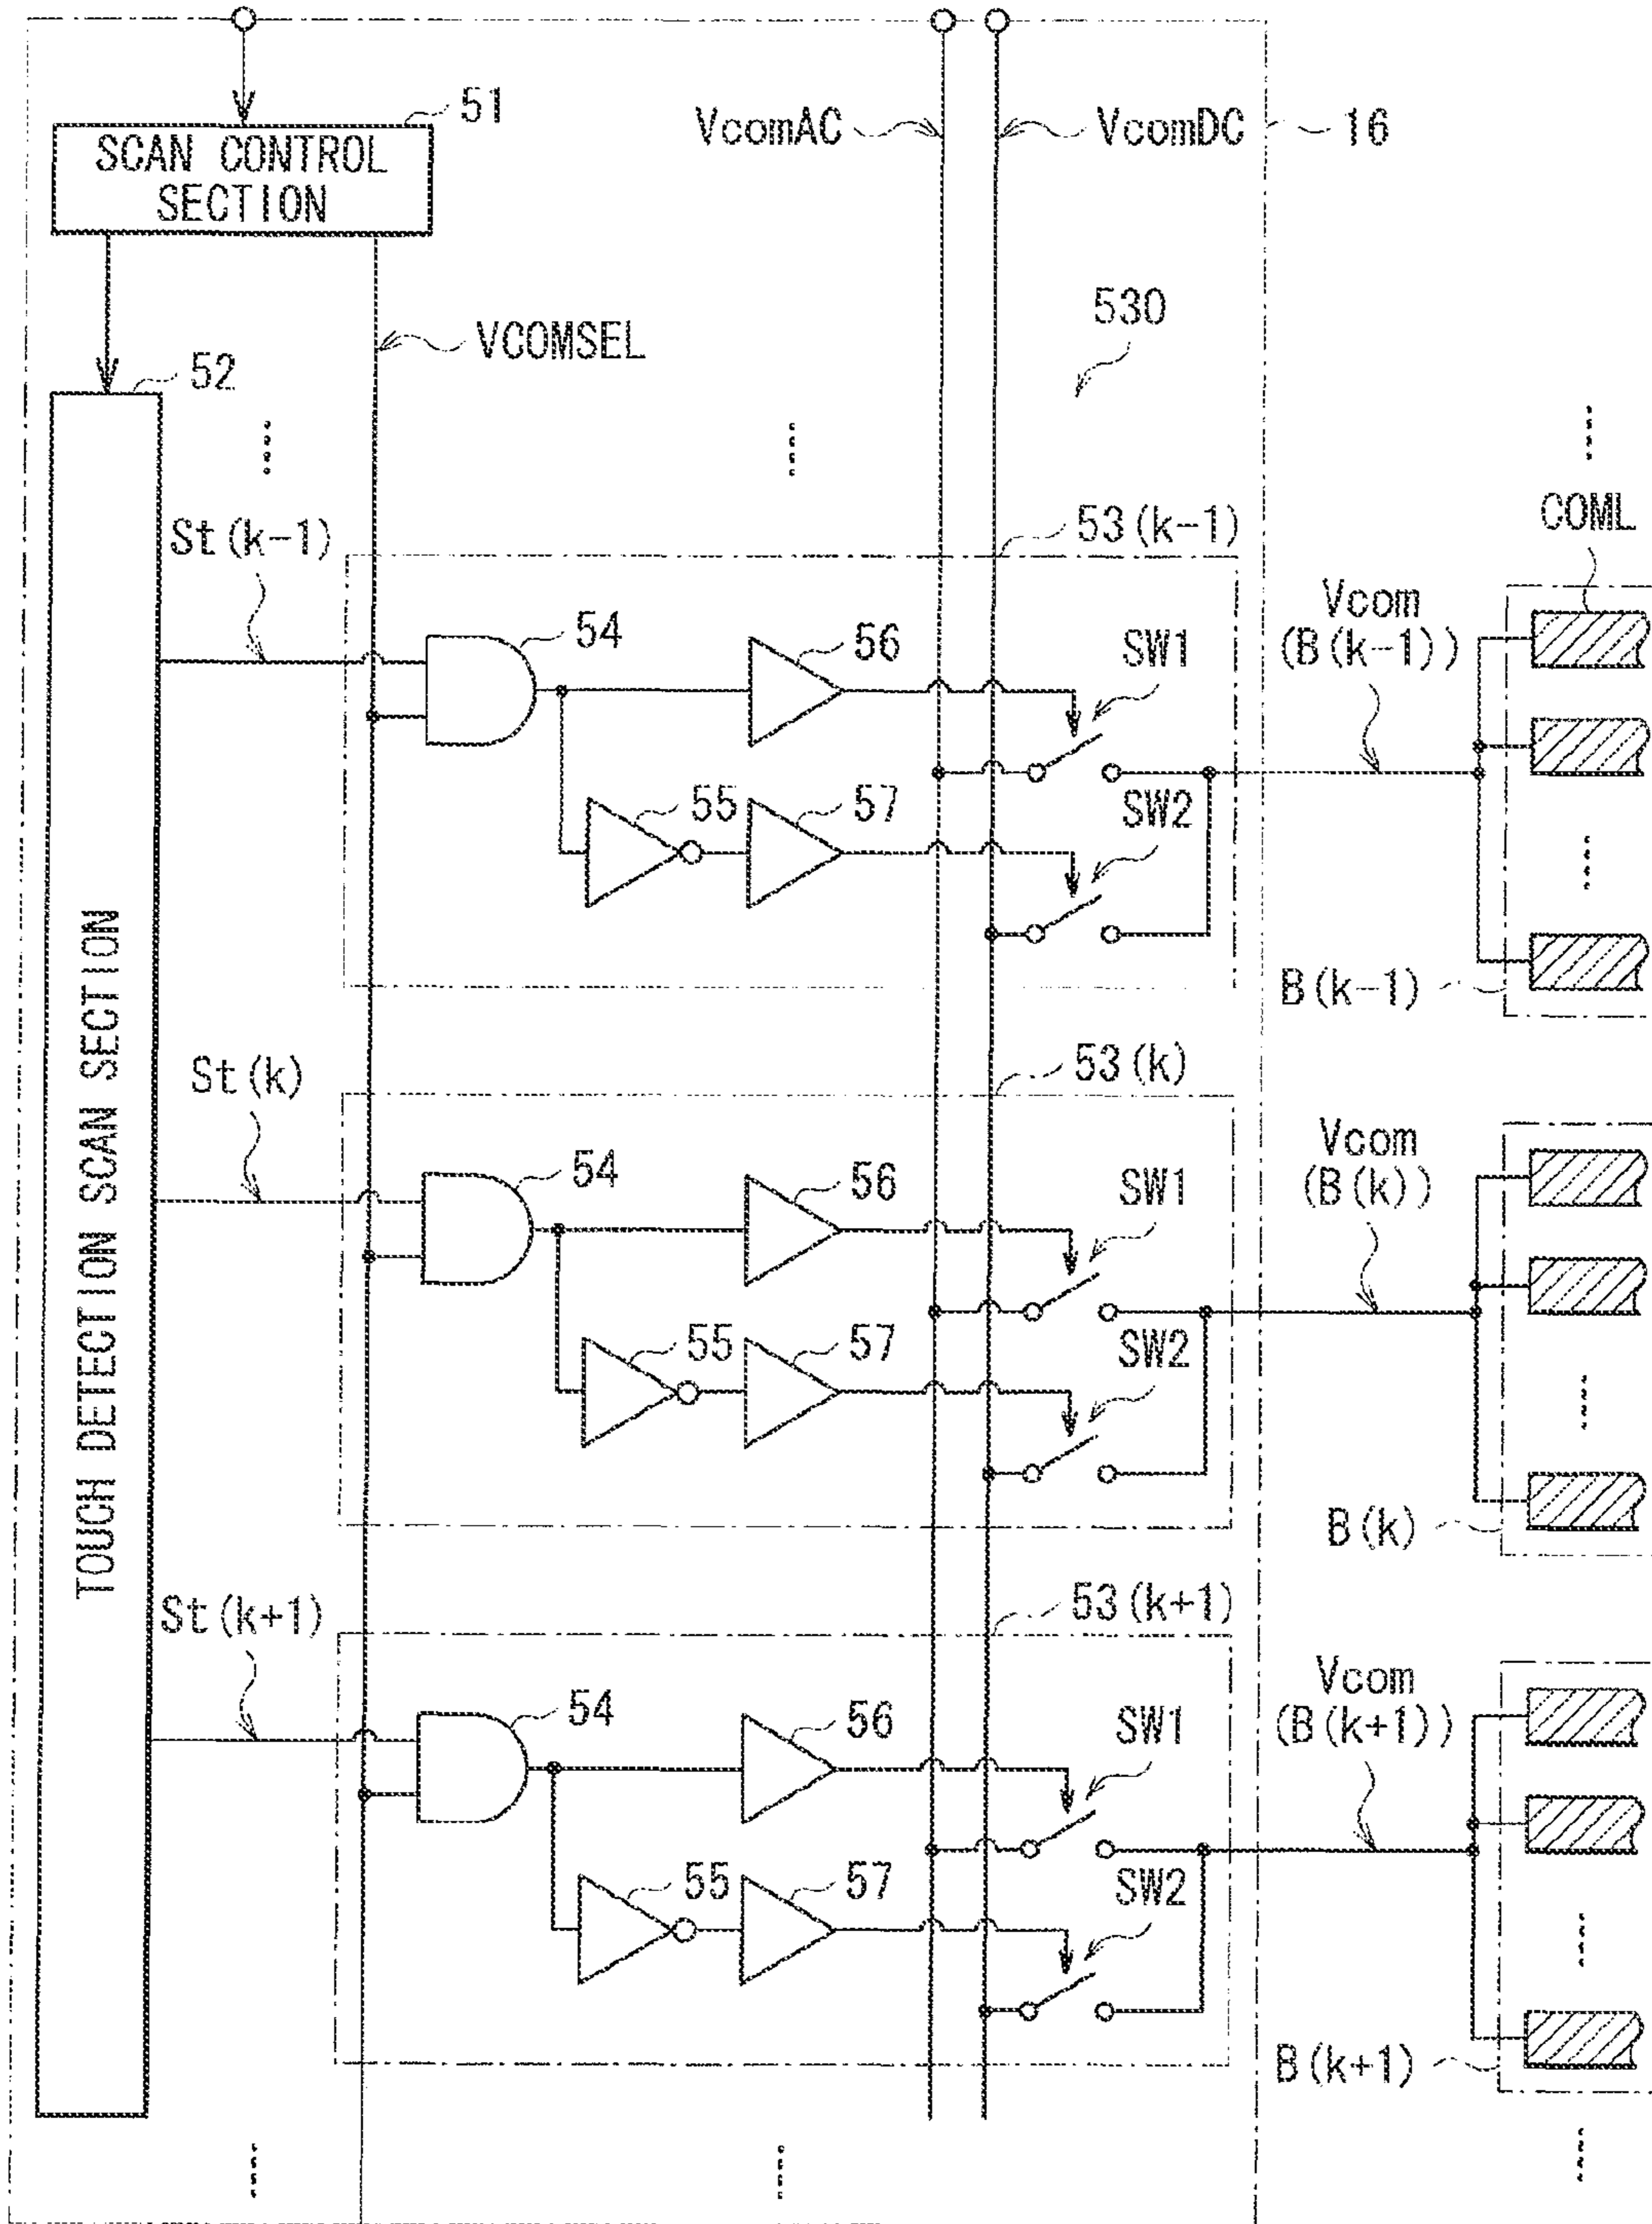 51
VcomAC
VcomDC
16
SCAN CONTROL
SECTION
530
VCOMSEL
52
COML
St(k-1)
53(k-1)
Vcom
(B(k-1))
54
56
SW1
55
57
SW2
B(k-1)
TOUCH DETECTION SCAN SECTION
St(k)
53(k)
Vcom
(B(k))
54
56
SW1
55
57
SW2
B(k)
St(k+1)
53(k+1)
Vcom
(B(k+1))
54
56
SW1
55
57
SW2
B(k+1)